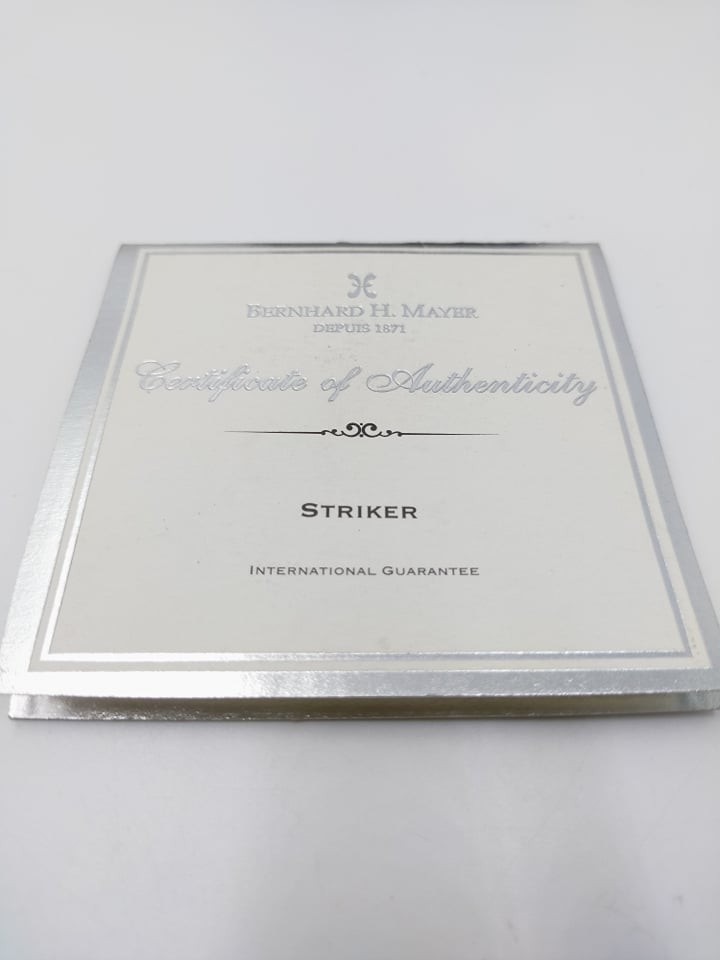 BERNHARD H. MAYER
DEPUIS 1871
Certificate of Authenticity
STRIKER
INTERNATIONAL GUARANTEE